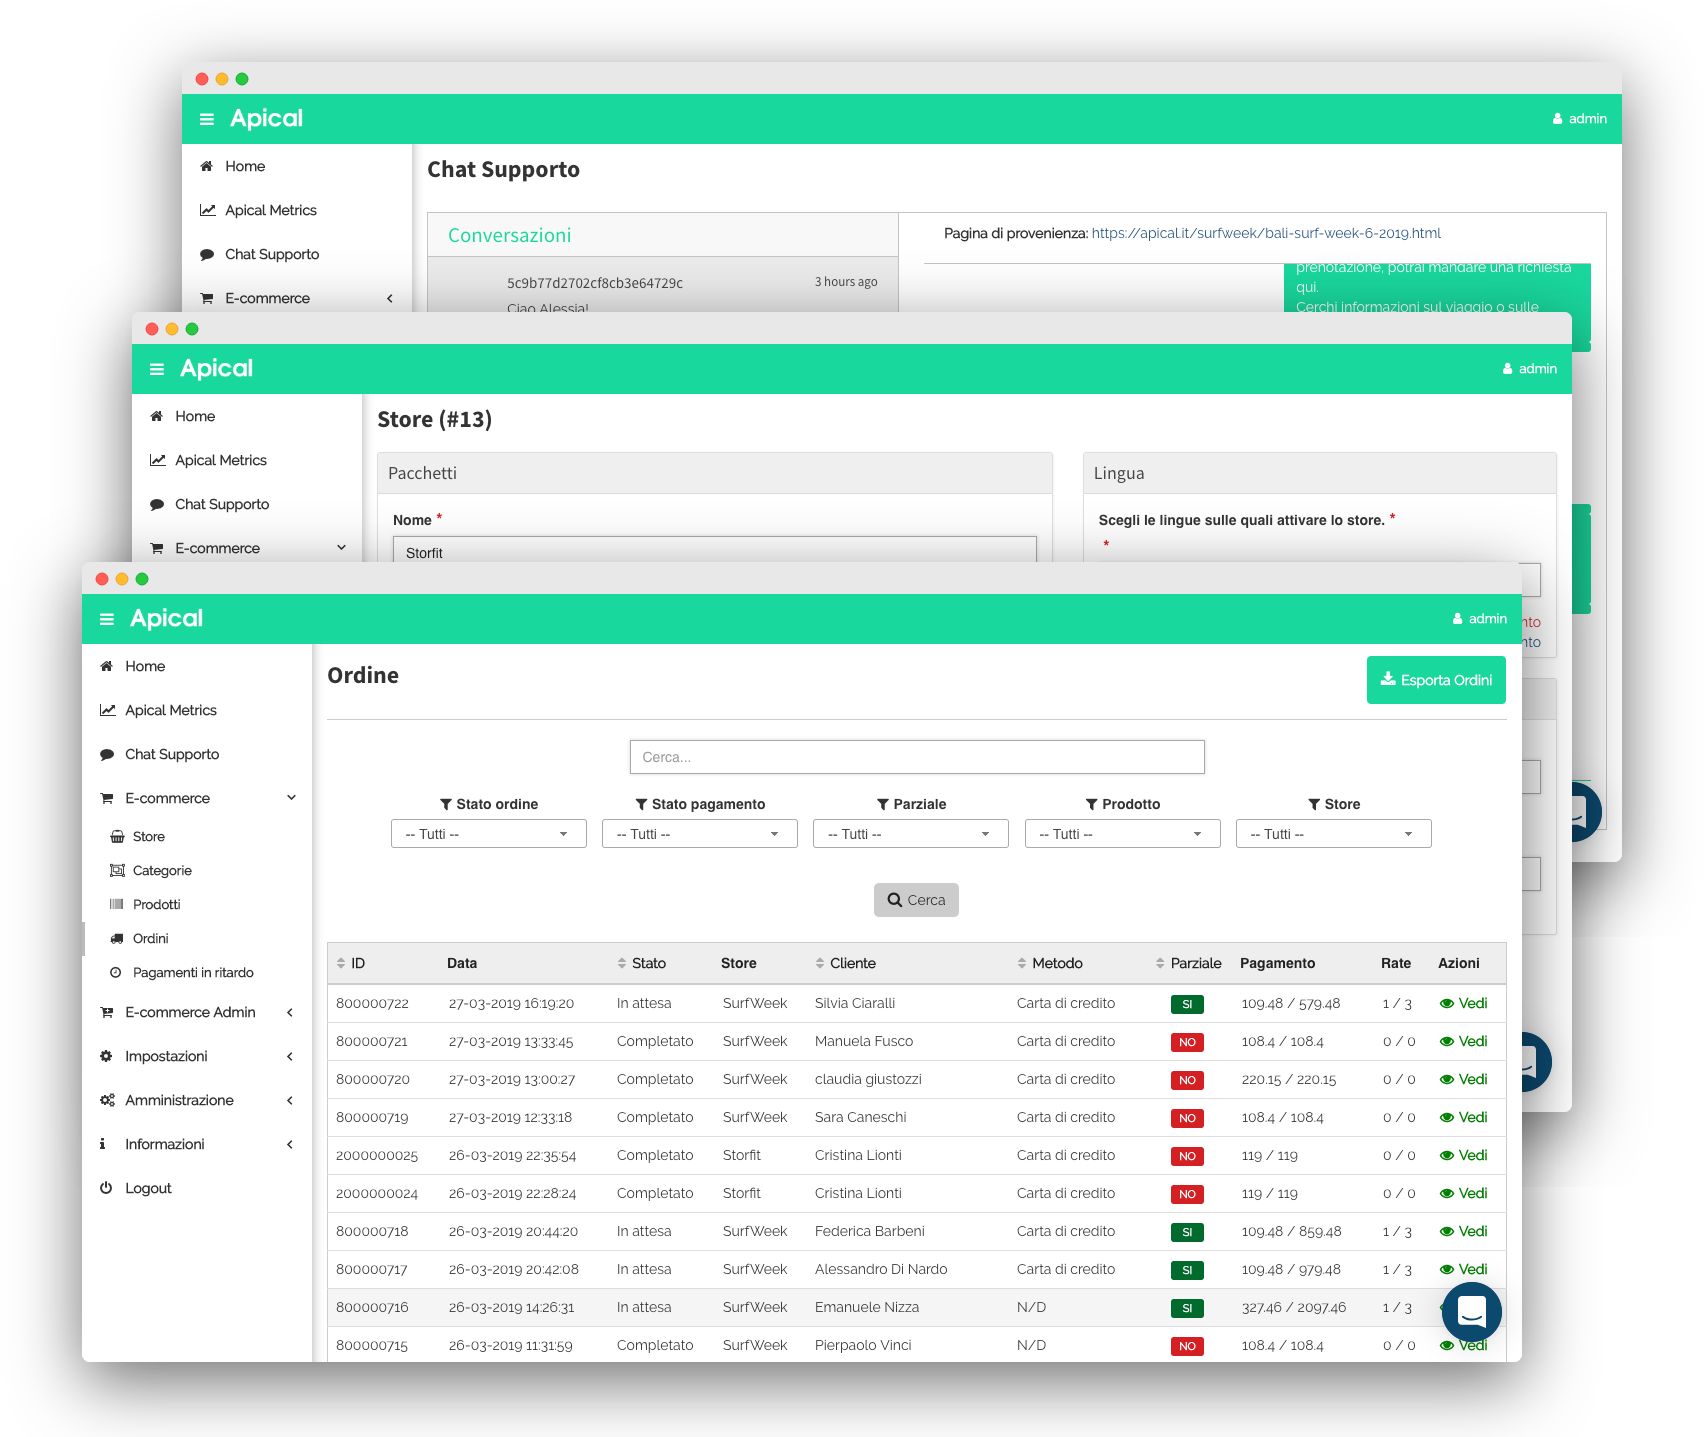 Apical
admin
Home
Apical Metrics
Chat Supporto
E-commerce
Chat Supporto
Conversazioni
5c9b77d2702cf8cb3e64729c
3 hours ago
Ciao Alessia!
Pagina di provenienza: https://apical.it/surfweek/bali-surf-week-6-2019.html
prenotazione, potrai mandare una richiesta
qui.
Cerchi informazioni sul viaggio o sulle
Apical
admin
Home
Apical Metrics
Chat Supporto
E-commerce
Store (#13)
Pacchetti
Nome *
Storfit
Lingua
Scegli le lingue sulle quali attivare lo store. *
*
nto
nto
Apical
admin
Home
Apical Metrics
Chat Supporto
E-commerce
Store
Categorie
Prodotti
Ordini
Pagamenti in ritardo
E-commerce Admin
Impostazioni
Amministrazione
Informazioni
Logout
Ordine
Esporta Ordini
Cerca...
Stato ordine Stato pagamento Parziale Prodotto Store
-- Tutti -- -- Tutti -- -- Tutti -- -- Tutti -- -- Tutti --
Cerca
ID Data Stato Store Cliente Metodo Parziale Pagamento Rate Azioni
800000722 27-03-2019 16:19:20 In attesa SurfWeek Silvia Ciaralli Carta di credito SI 109.48 / 579.48 1 / 3 Vedi
800000721 27-03-2019 13:33:45 Completato SurfWeek Manuela Fusco Carta di credito NO 108.4 / 108.4 0 / 0 Vedi
800000720 27-03-2019 13:00:27 Completato SurfWeek claudia giustozzi Carta di credito NO 220.15 / 220.15 0 / 0 Vedi
800000719 27-03-2019 12:33:18 Completato SurfWeek Sara Caneschi Carta di credito NO 108.4 / 108.4 0 / 0 Vedi
2000000025 26-03-2019 22:35:54 Completato Storfit Cristina Lionti Carta di credito NO 119 / 119 0 / 0 Vedi
2000000024 26-03-2019 22:28:24 Completato Storfit Cristina Lionti Carta di credito NO 119 / 119 0 / 0 Vedi
800000718 26-03-2019 20:44:20 In attesa SurfWeek Federica Barbeni Carta di credito SI 109.48 / 859.48 1 / 3 Vedi
800000717 26-03-2019 20:42:08 In attesa SurfWeek Alessandro Di Nardo Carta di credito SI 109.48 / 979.48 1 / 3 Vedi
800000716 26-03-2019 14:26:31 In attesa SurfWeek Emanuele Nizza N/D SI 327.46 / 2097.46 1 / 3
800000715 26-03-2019 11:31:59 Completato SurfWeek Pierpaolo Vinci N/D NO 108.4 / 108.4 0 / 0 Vedi